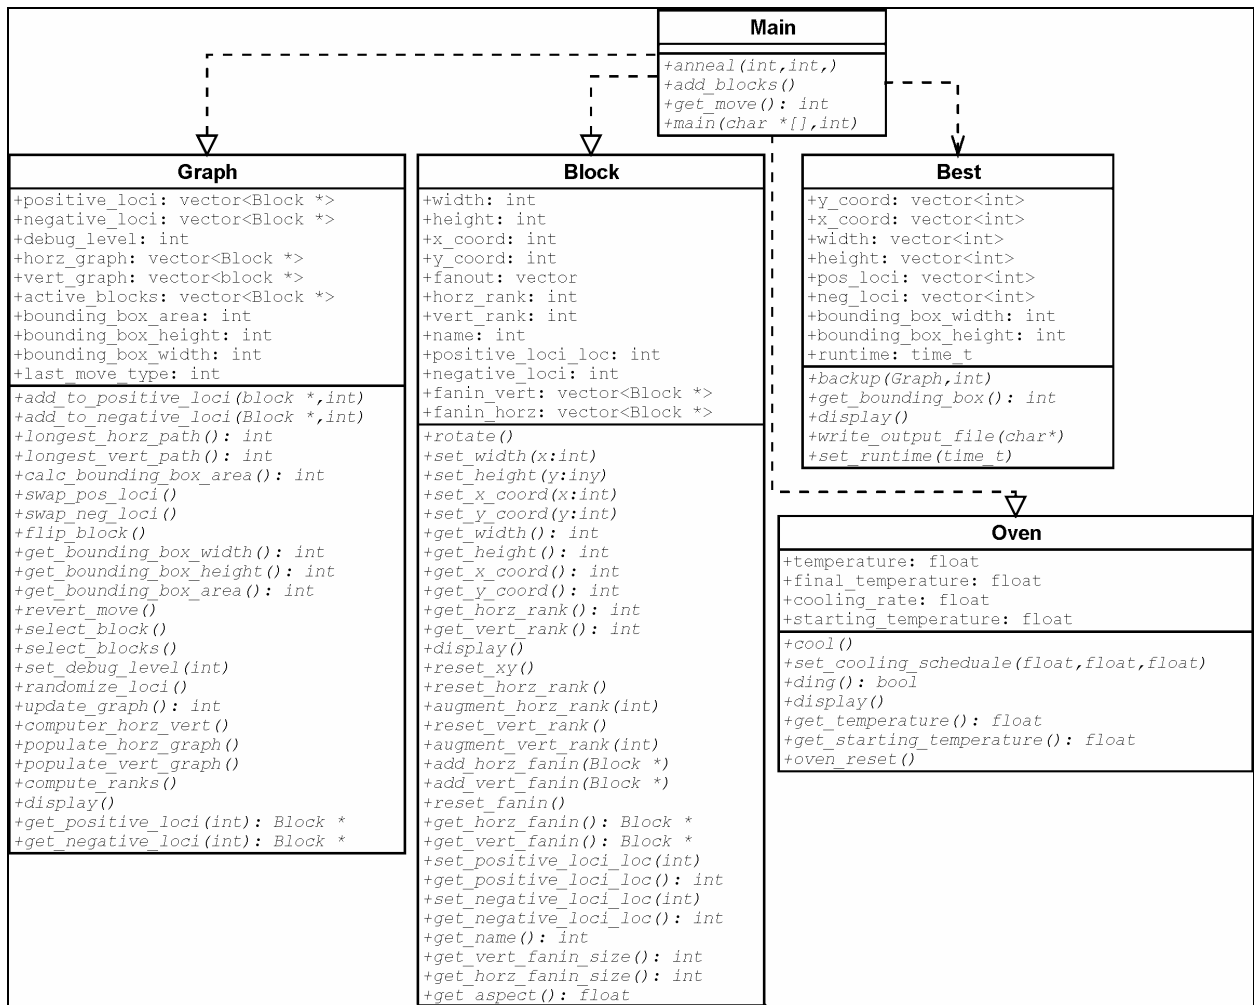 Main
+anneal(int,int,)
+add_blocks()
+get_move(): int
+main(char *[],int)
Graph
+positive_loci: vector<Block *>
+negative_loci: vector<Block *>
+debug_level: int
+horz_graph: vector<Block *>
+vert_graph: vector<block *>
+active_blocks: vector<Block *>
+bounding_box_area: int
+bounding_box_height: int
+bounding_box_width: int
+last_move_type: int
+add_to_positive_loci(block *,int)
+add_to_negative_loci(Block *,int)
+longest_horz_path(): int
+longest_vert_path(): int
+calc_bounding_box_area(): int
+swap_pos_loci()
+swap_neg_loci()
+flip_block()
+get_bounding_box_width(): int
+get_bounding_box_height(): int
+get_bounding_box_area(): int
+revert_move()
+select_block()
+select_blocks()
+set_debug_level(int)
+randomize_loci()
+update_graph(): int
+computer_horz_vert()
+populate_horz_graph()
+populate_vert_graph()
+compute_ranks()
+display()
+get_positive_loci(int): Block *
+get_negative_loci(int): Block *
Block
+width: int
+height: int
+x_coord: int
+y_coord: int
+fanout: vector
+horz_rank: int
+vert_rank: int
+name: int
+positive_loci_loc: int
+negative_loci: int
+fanin_vert: vector<Block *>
+fanin_horz: vector<Block *>
+rotate()
+set_width(x:int)
+set_height(y:iny)
+set_x_coord(x:int)
+set_y_coord(y:int)
+get_width(): int
+get_height(): int
+get_x_coord(): int
+get_y_coord(): int
+get_horz_rank(): int
+get_vert_rank(): int
+display()
+reset_xy()
+reset_horz_rank()
+augment_horz_rank(int)
+reset_vert_rank()
+augment_vert_rank(int)
+add_horz_fanin(Block *)
+add_vert_fanin(Block *)
+reset_fanin()
+get_horz_fanin(): Block *
+get_vert_fanin(): Block *
+set_positive_loci_loc(int)
+get_positive_loci_loc(): int
+set_negative_loci_loc(int)
+get_negative_loci_loc(): int
+get_name(): int
+get_vert_fanin_size(): int
+get_horz_fanin_size(): int
+get_aspect(): float
Best
+y_coord: vector<int>
+x_coord: vector<int>
+width: vector<int>
+height: vector<int>
+pos_loci: vector<int>
+neg_loci: vector<int>
+bounding_box_width: int
+bounding_box_height: int
+runtime: time_t
+backup(Graph,int)
+get_bounding_box(): int
+display()
+write_output_file(char*)
+set_runtime(time_t)
Oven
+temperature: float
+final_temperature: float
+cooling_rate: float
+starting_temperature: float
+cool()
+set_cooling_scheduale(float,float,float)
+ding(): bool
+display()
+get_temperature(): float
+get_starting_temperature(): float
+oven_reset()